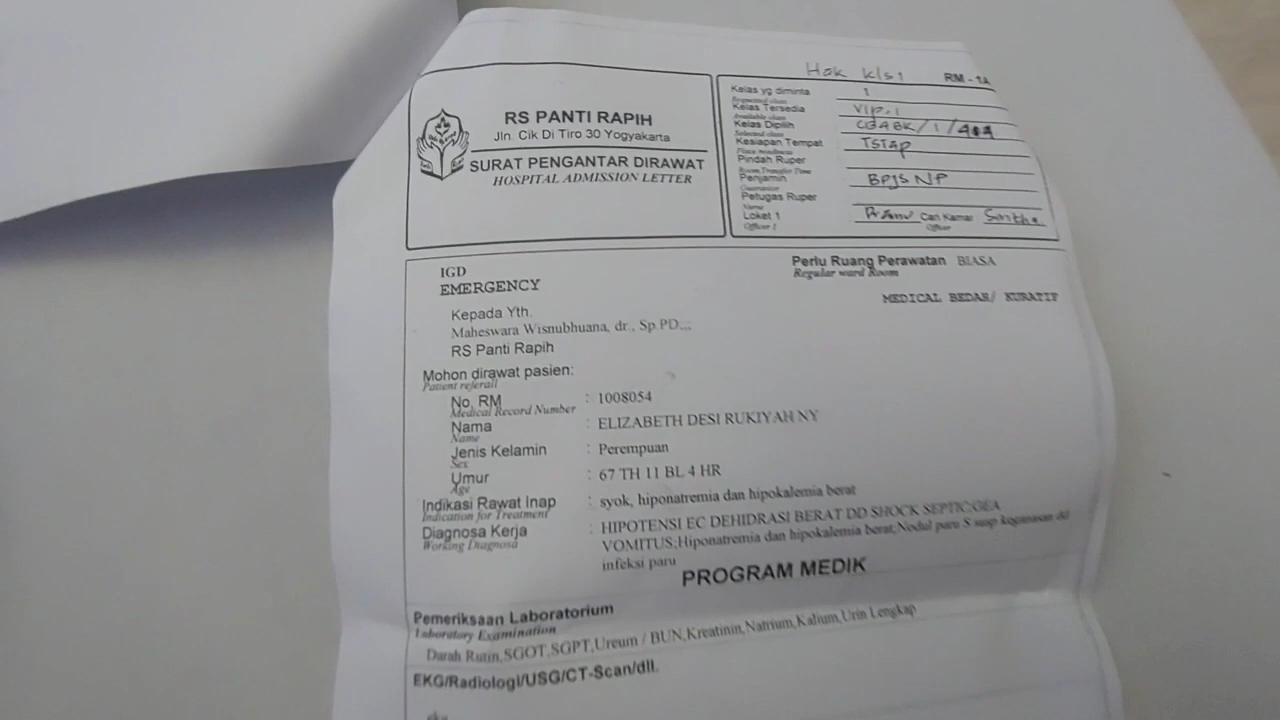 Hak kls 1
RM - 1A
RS PANTI RAPIH
Jln. Cik Di Tiro 30 Yogyakarta
SURAT PENGANTAR DIRAWAT
HOSPITAL ADMISSION LETTER
Kelas yg diminta 1
Requested class
Kelas Tersedia VIP.1
Available class
Kelas Dipilih /1/
Selected class
Kesiapan Tempat TSTAP
Place readiness
Pindah Ruper
Room Transfer Time
Penjamin BPJS NP
Guarantor
Petugas Ruper
Name
Loket 1 Cari Kamar
Officer 1 Officer
IGD
EMERGENCY
Perlu Ruang Perawatan BIASA
Regular ward Room
MEDICAL BEDAH/ KURATIF
Kepada Yth.
Maheswara Wisnubhuana, dr., Sp.PD,;;
RS Panti Rapih
Mohon dirawat pasien:
Patient referall
No, RM : 1008054
Medical Record Number
Nama : ELIZABETH DESI RUKIYAH NY
Name
Jenis Kelamin : Perempuan
Sex
Umur : 67 TH 11 BL 4 HR
Age
Indikasi Rawat Inap : syok, hiponatremia dan hipokalemia berat
Indication for Treatment
Diagnosa Kerja : HIPOTENSI EC DEHIDRASI BERAT DD SHOCK SEPTIC;GEA
Working Diagnosa
VOMITUS;Hiponatremia dan hipokalemia berat;Nodul paru S susp keganasan dd
infeksi paru
PROGRAM MEDIK
Pemeriksaan Laboratorium
Laboratory Examination
Darah Rutin,SGOT,SGPT,Ureum / BUN,Kreatinin,Natrium,Kalium,Urin Lengkap
EKG/Radiologi/USG/CT-Scan/dll.